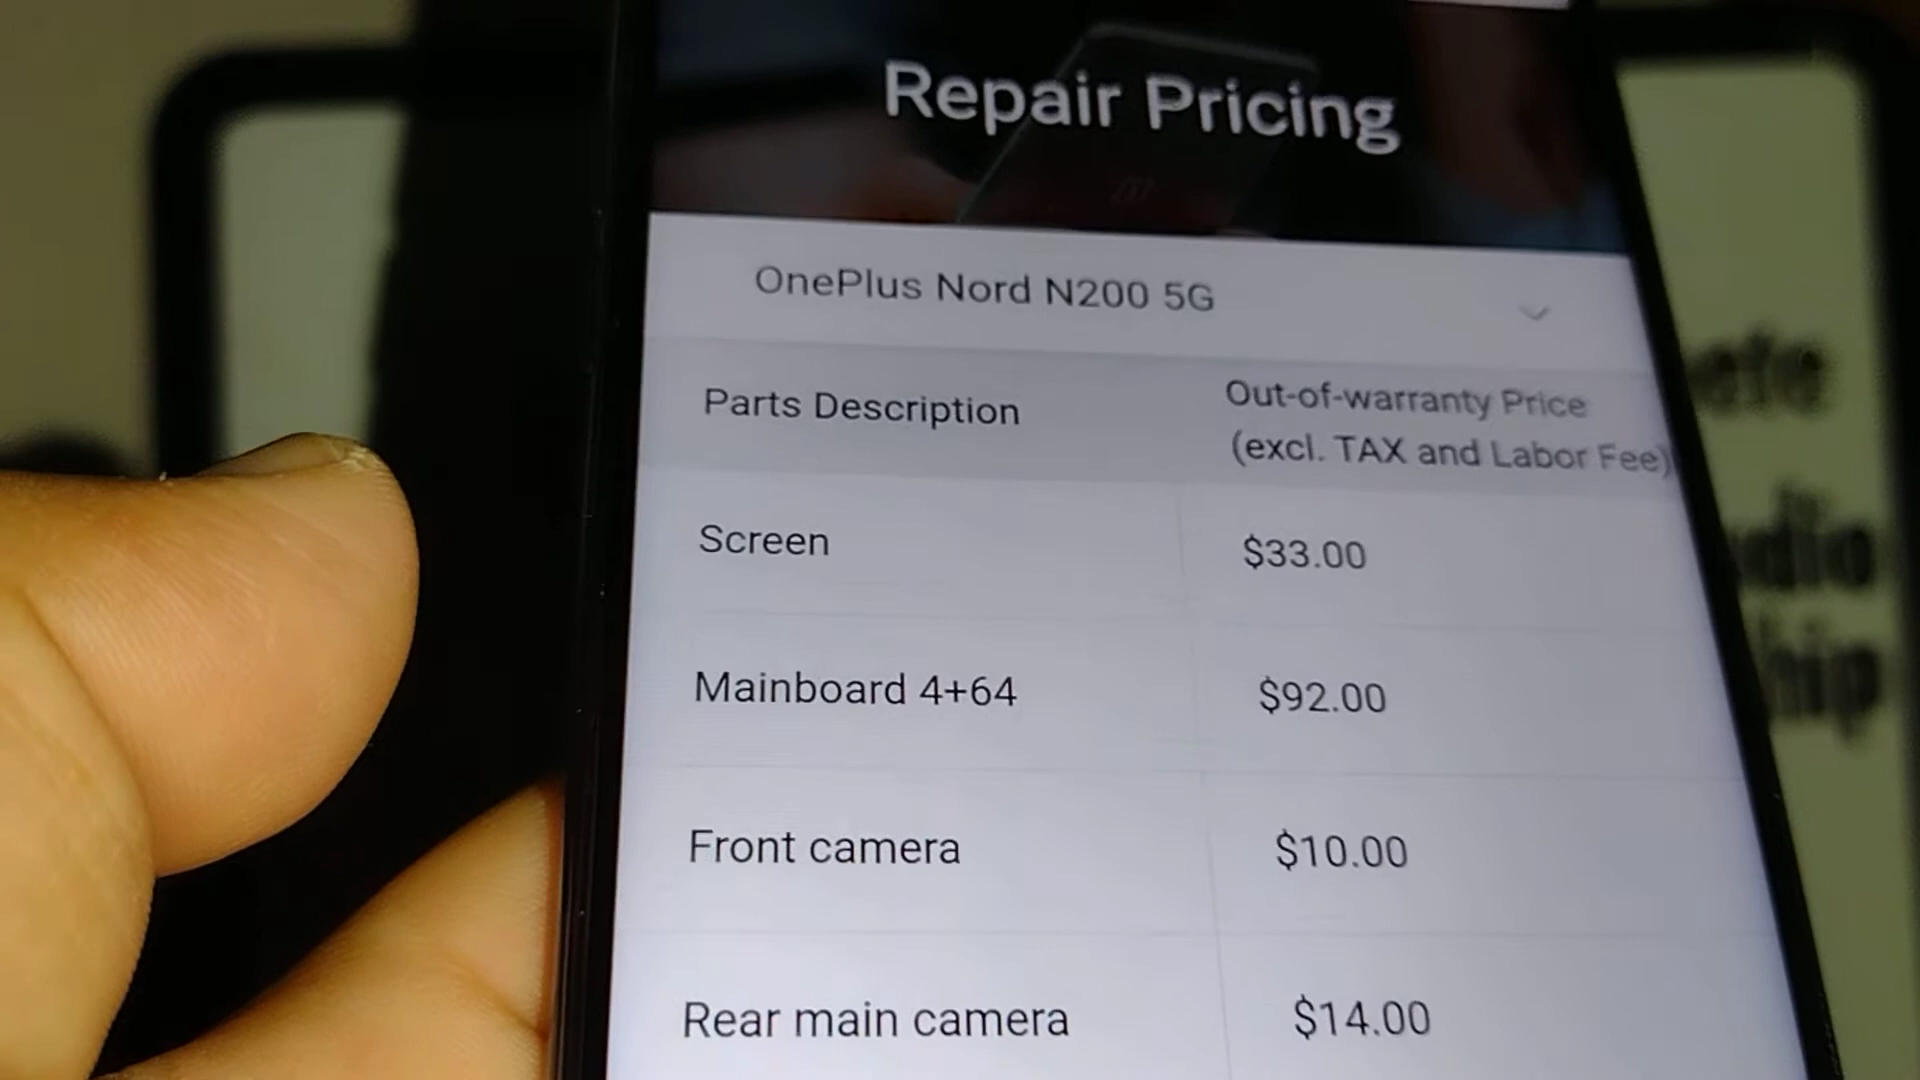 Repair Pricing
OnePlus Nord N200 5G
Parts Description
Out-of-warranty Price
(excl. TAX and Labor Fee)
Screen
$33.00
Mainboard 4+64
$92.00
Front camera
$10.00
Rear main camera
$14.00